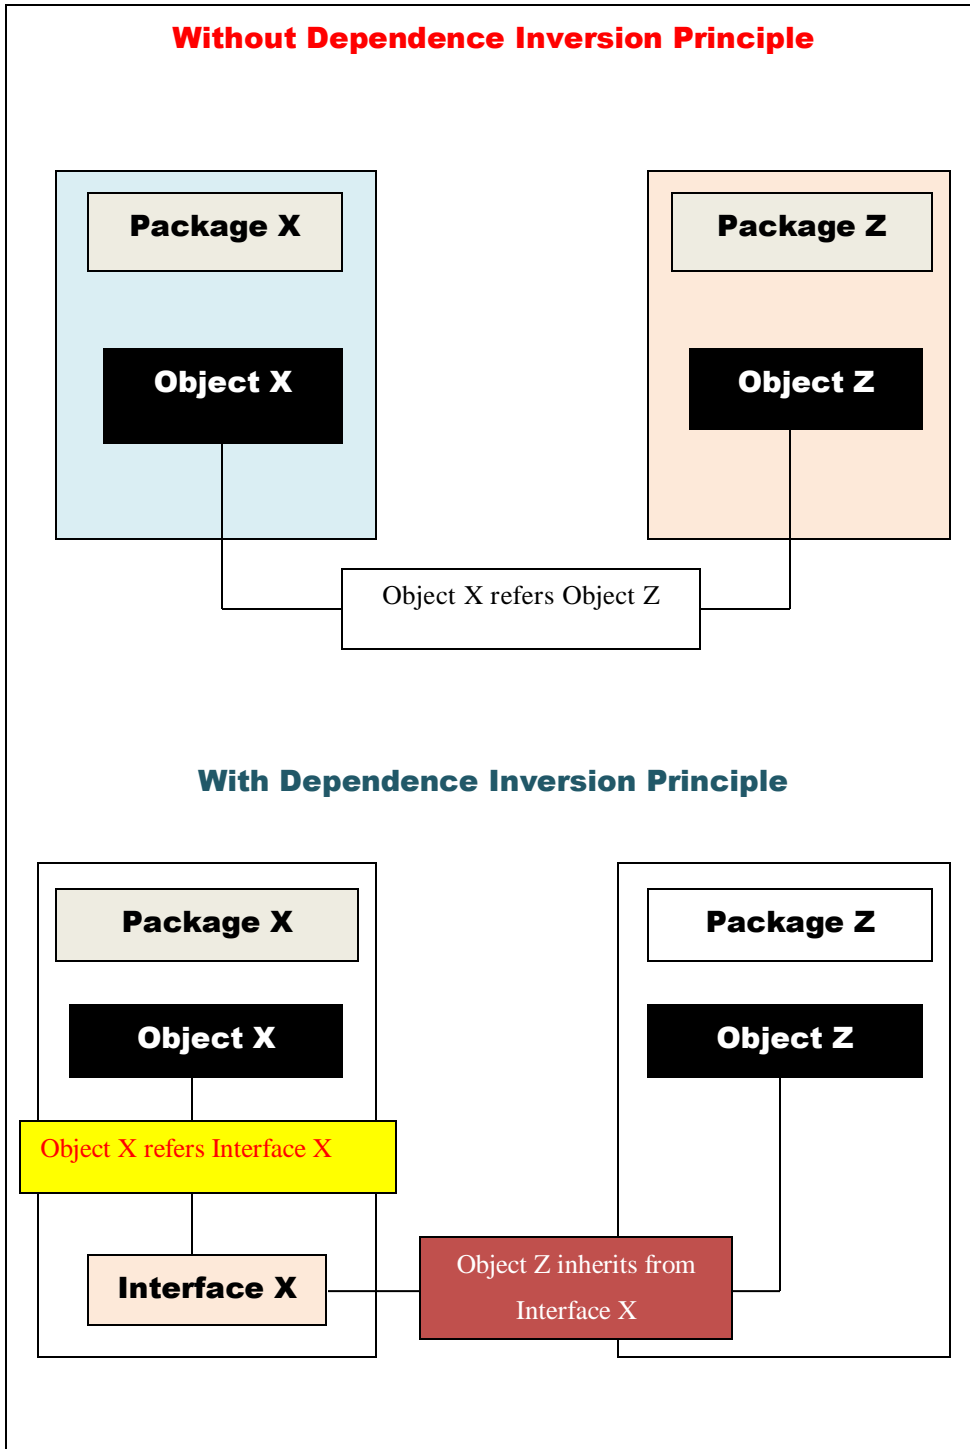 Without Dependence Inversion Principle
Package X
Package Z
Object X
Object Z
Object X refers Object Z
With Dependence Inversion Principle
Package X
Package Z
Object X
Object Z
Object X refers Interface X
Object Z inherits from
Interface X
Interface X